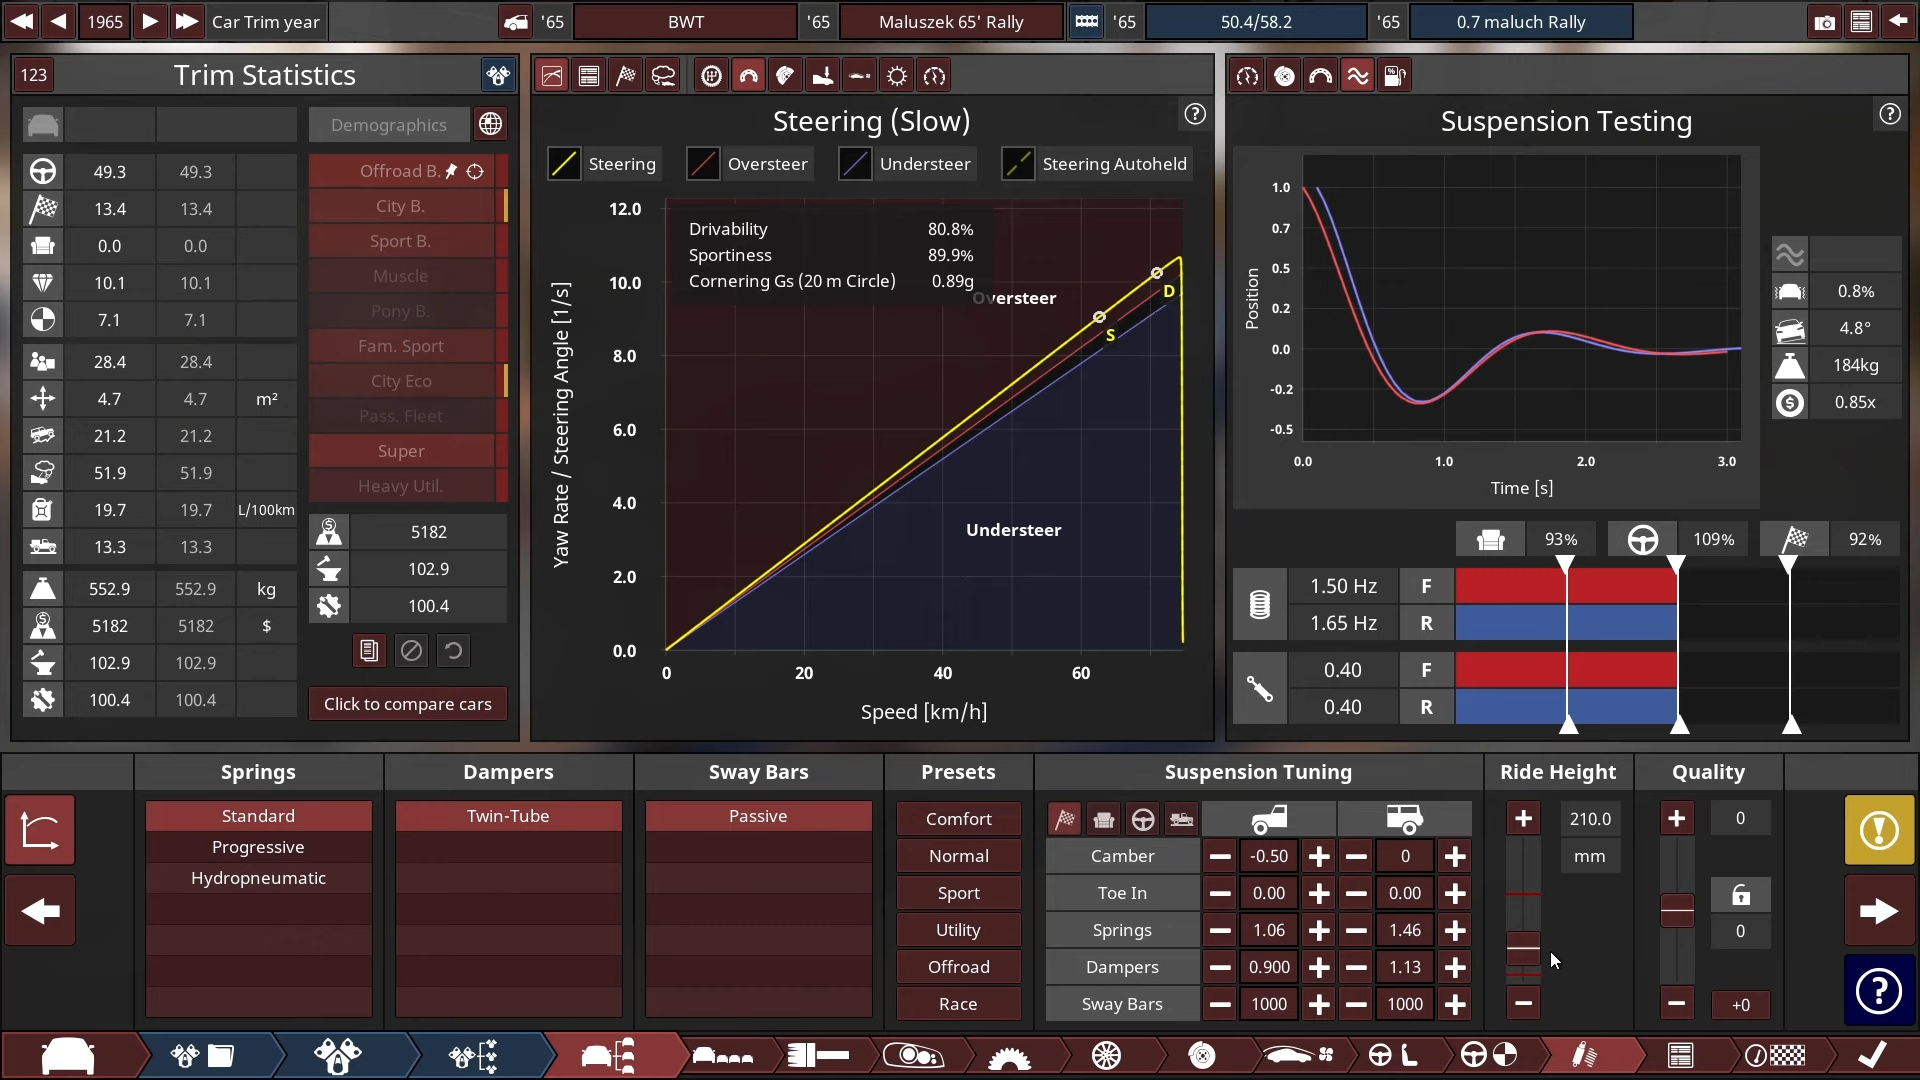 1965
Car Trim year
'65
BWT
'65
Maluszek 65' Rally
'65
50.4/58.2
'65
0.7 maluch Rally
123
Trim Statistics
Demographics
49.3 49.3
13.4 13.4
0.0 0.0
10.1 10.1
7.1 7.1
28.4 28.4
4.7 4.7 m²
21.2 21.2
51.9 51.9
19.7 19.7 L/100km
13.3 13.3
552.9 552.9 kg
5182 5182 $
102.9 102.9
100.4 100.4
Offroad B.
City B.
Sport B.
Muscle
Pony B.
Fam. Sport
City Eco
Pass. Fleet
Super
Heavy Util.
5182
102.9
100.4
Click to compare cars
Steering (Slow)
?
Steering
Oversteer
Understeer
Steering Autoheld
Drivability 80.8%
Sportiness 89.9%
Cornering Gs (20 m Circle) 0.89g
Oversteer
D
S
Understeer
12.0
10.0
8.0
6.0
4.0
2.0
0.0
0 20 40 60
Yaw Rate / Steering Angle [1/s]
Speed [km/h]
Suspension Testing
?
1.0
0.7
0.5
0.2
0.0
-0.2
-0.5
Position
0.0 1.0 2.0 3.0
Time [s]
0.8%
4.8°
184kg
0.85x
93% 109% 92%
1.50 Hz F
1.65 Hz R
0.40 F
0.40 R
Springs
Standard
Progressive
Hydropneumatic
Dampers
Twin-Tube
Sway Bars
Passive
Presets
Comfort
Normal
Sport
Utility
Offroad
Race
Suspension Tuning
Camber -0.50 0
Toe In 0.00 0.00
Springs 1.06 1.46
Dampers 0.900 1.13
Sway Bars 1000 1000
Ride Height
210.0
mm
Quality
0
0
+0
?